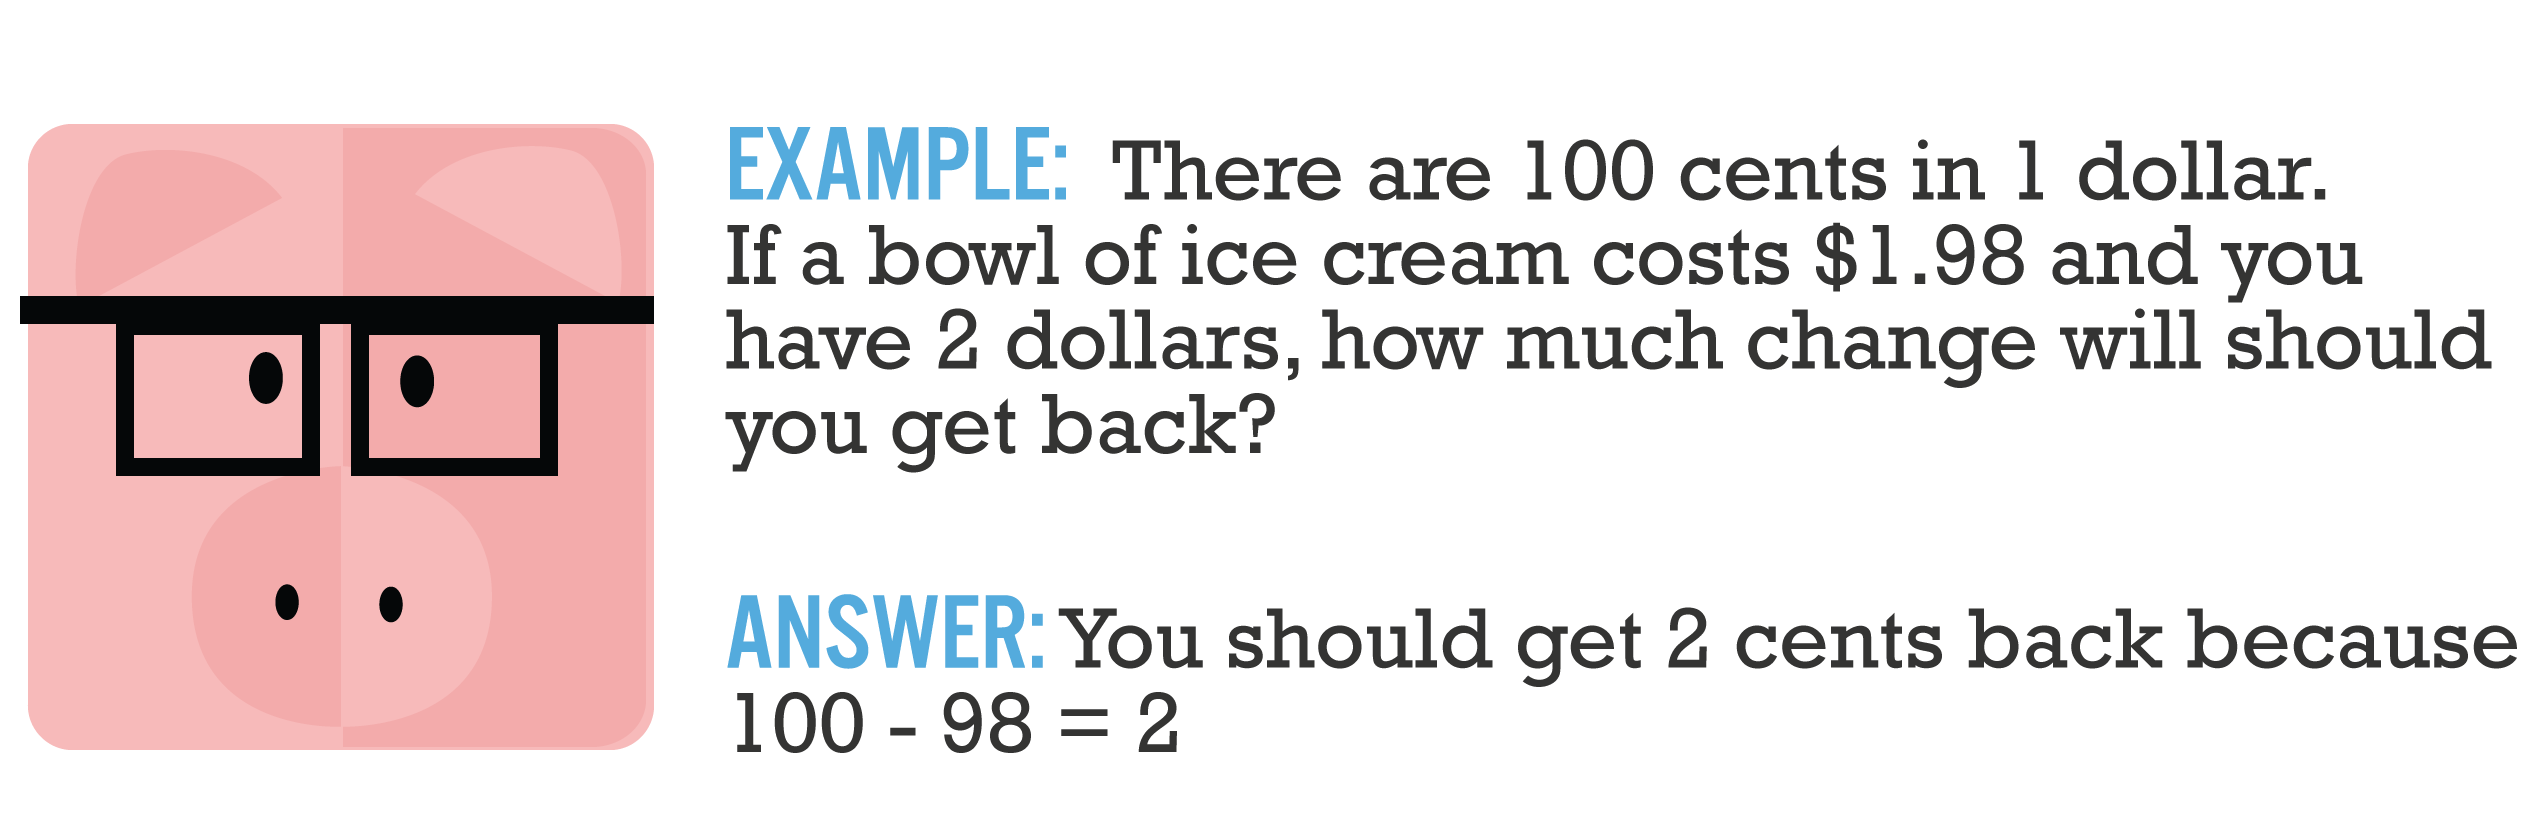 EXAMPLE: There are 100 cents in 1 dollar.
If a bowl of ice cream costs $1.98 and you
have 2 dollars, how much change will should
you get back?
ANSWER: You should get 2 cents back because
100 - 98 = 2